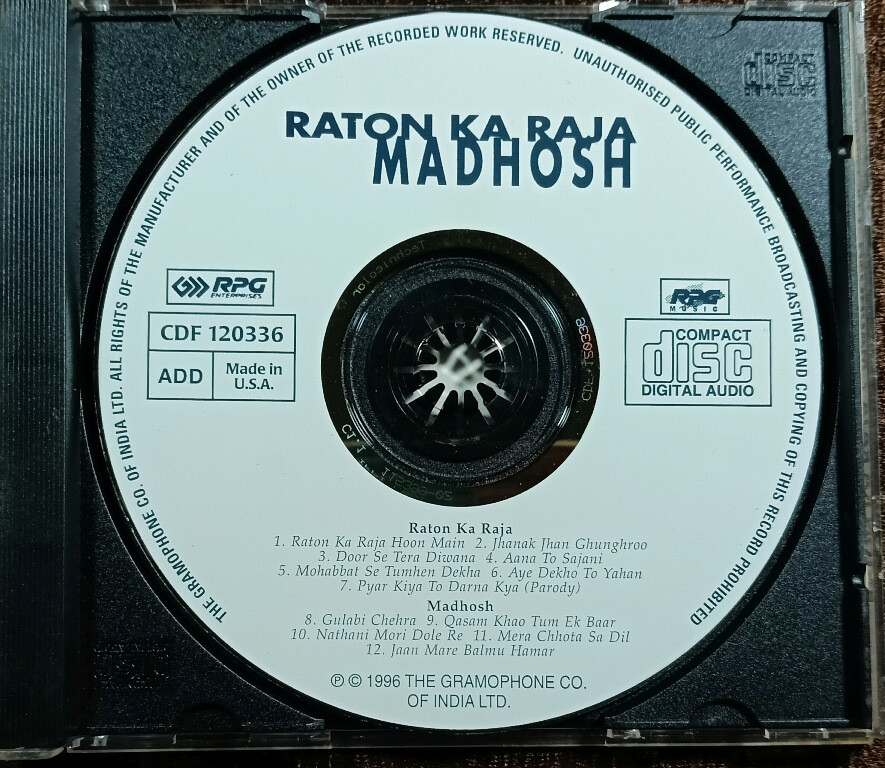 THE GRAMOPHONE CO. OF INDIA LTD. ALL RIGHTS OF THE MANUFACTURER AND OF THE OWNER OF THE RECORDED WORK RESERVED. UNAUTHORISED PUBLIC PERFORMANCE BROADCASTING AND COPYING OF THIS RECORD PROHIBITED
COMPACT
disc
DIGITAL AUDIO
RATON KA RAJA
MADHOSH
Technicolor
RPG
ENTERPRISES
CDF 120336
ADD
Made in
U.S.A.
RPG
MUSIC
COMPACT
disc
DIGITAL AUDIO
Raton Ka Raja
1. Raton Ka Raja Hoon Main 2. Jhanak Jhan Ghunghroo
3. Door Se Tera Diwana 4. Aana To Sajani
5. Mohabbat Se Tumhen Dekha 6. Aye Dekho To Yahan
7. Pyar Kiya To Darna Kya (Parody)
Madhosh
8. Gulabi Chehra 9. Qasam Khao Tum Ek Baar
10. Nathani Mori Dole Re 11. Mera Chhota Sa Dil
12. Jaan Mare Balmu Hamar
℗ © 1996 THE GRAMOPHONE CO.
OF INDIA LTD.